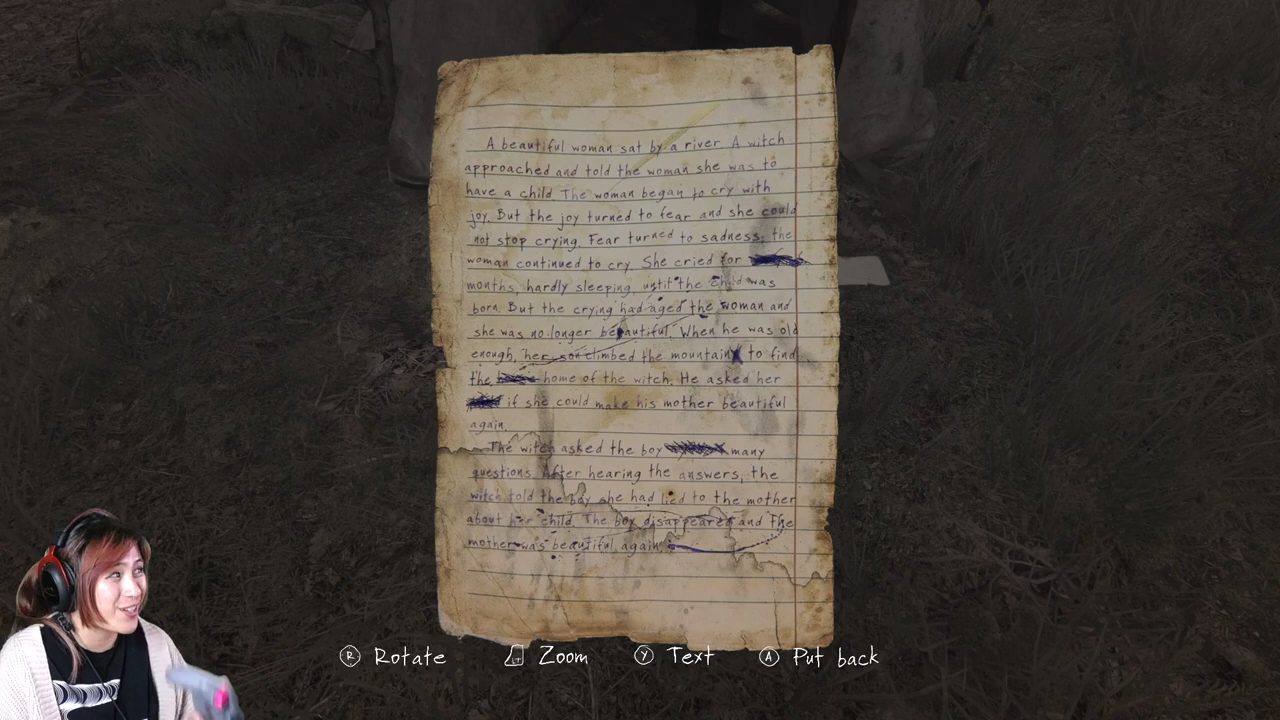 A beautiful woman sat by a river A witch
approached and told the woman she was to
have a child The woman began to cry with
joy. But the joy turned to fear and she could
not stop crying. Fear turned to sadness; the
woman continued to cry. She cried for
months, hardly sleeping, until the child was
born. But the crying had aged the woman and
she was no longer beautiful. When he was old
enough, her son climbed the mountain to find
the home of the witch. He asked her
if she could make his mother beautiful
again.
The witch asked the boy many
questions. After hearing the answers, the
witch told the boy she had lied to the mother
about her child. The boy disappeared and The
mother was beautiful again.
R Rotate LT Zoom Y Text A Put back